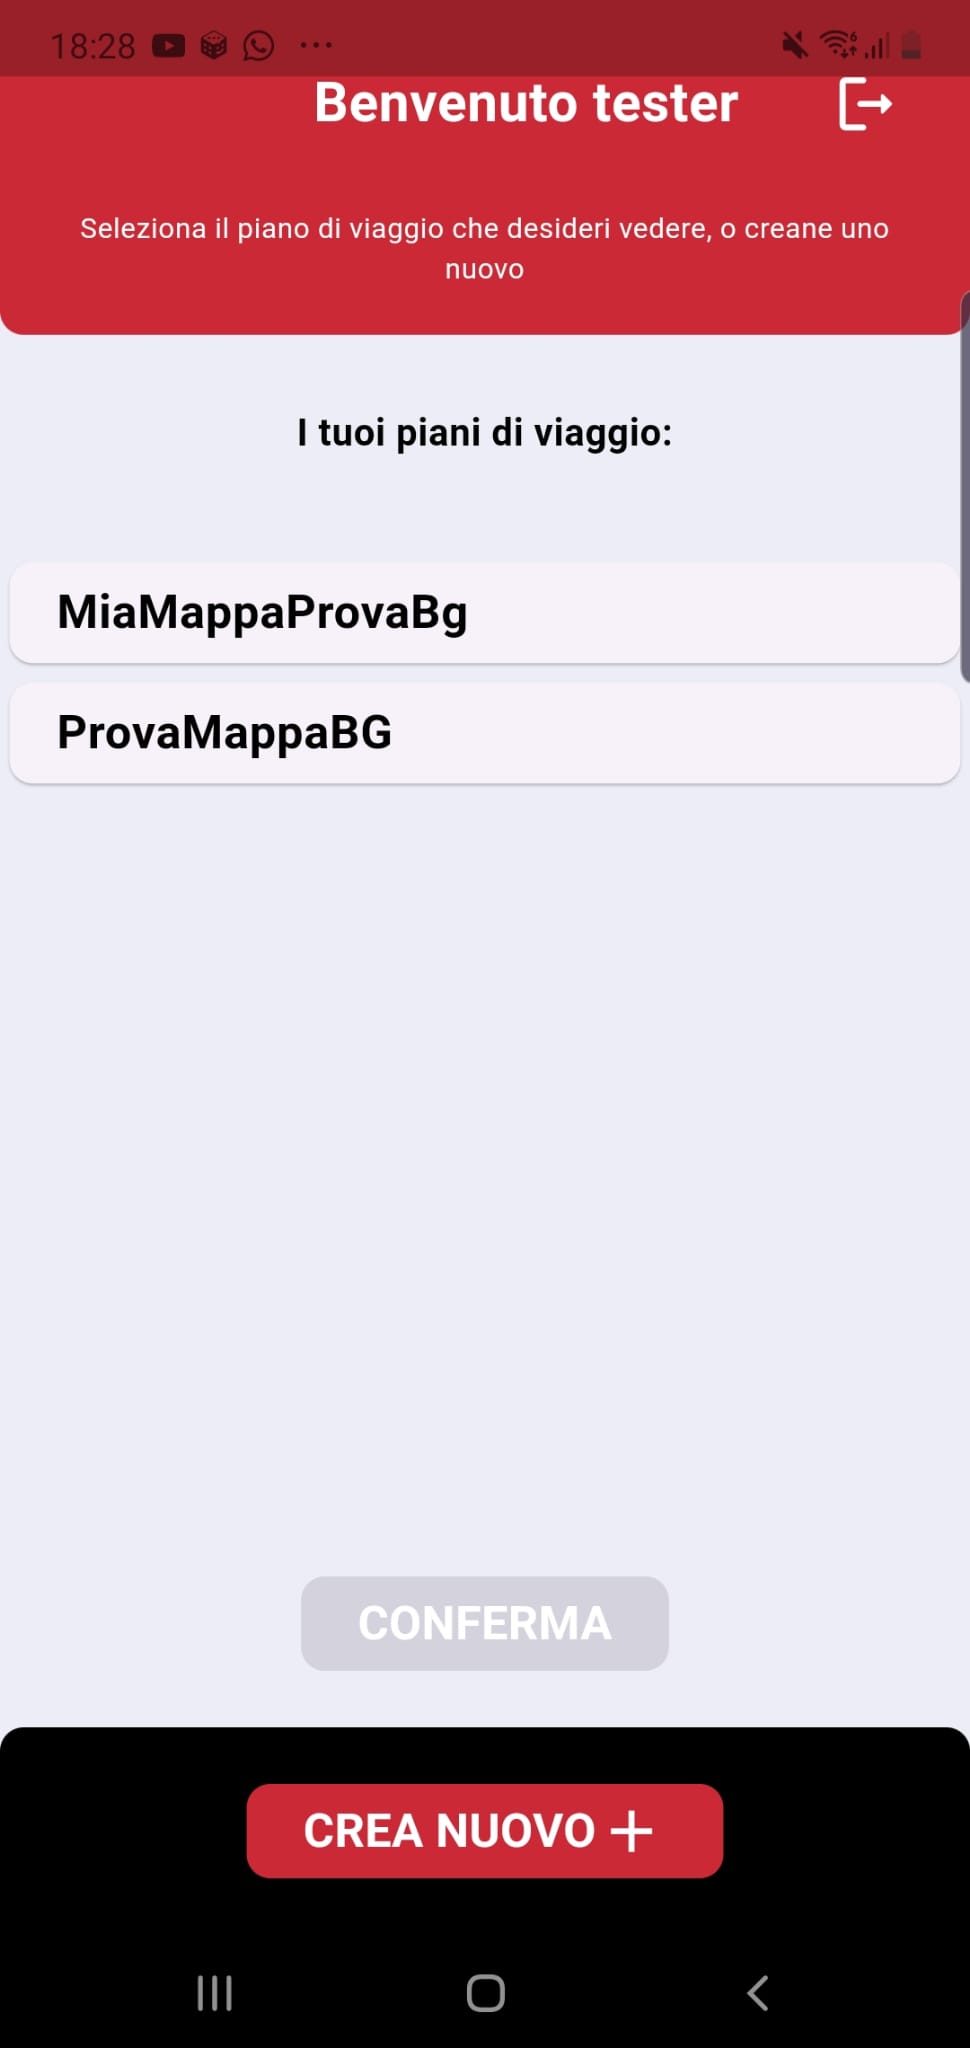 18:28
Benvenuto tester
Seleziona il piano di viaggio che desideri vedere, o creane uno
nuovo
I tuoi piani di viaggio:
MiaMappaProvaBg
ProvaMappaBG
CONFERMA
CREA NUOVO +